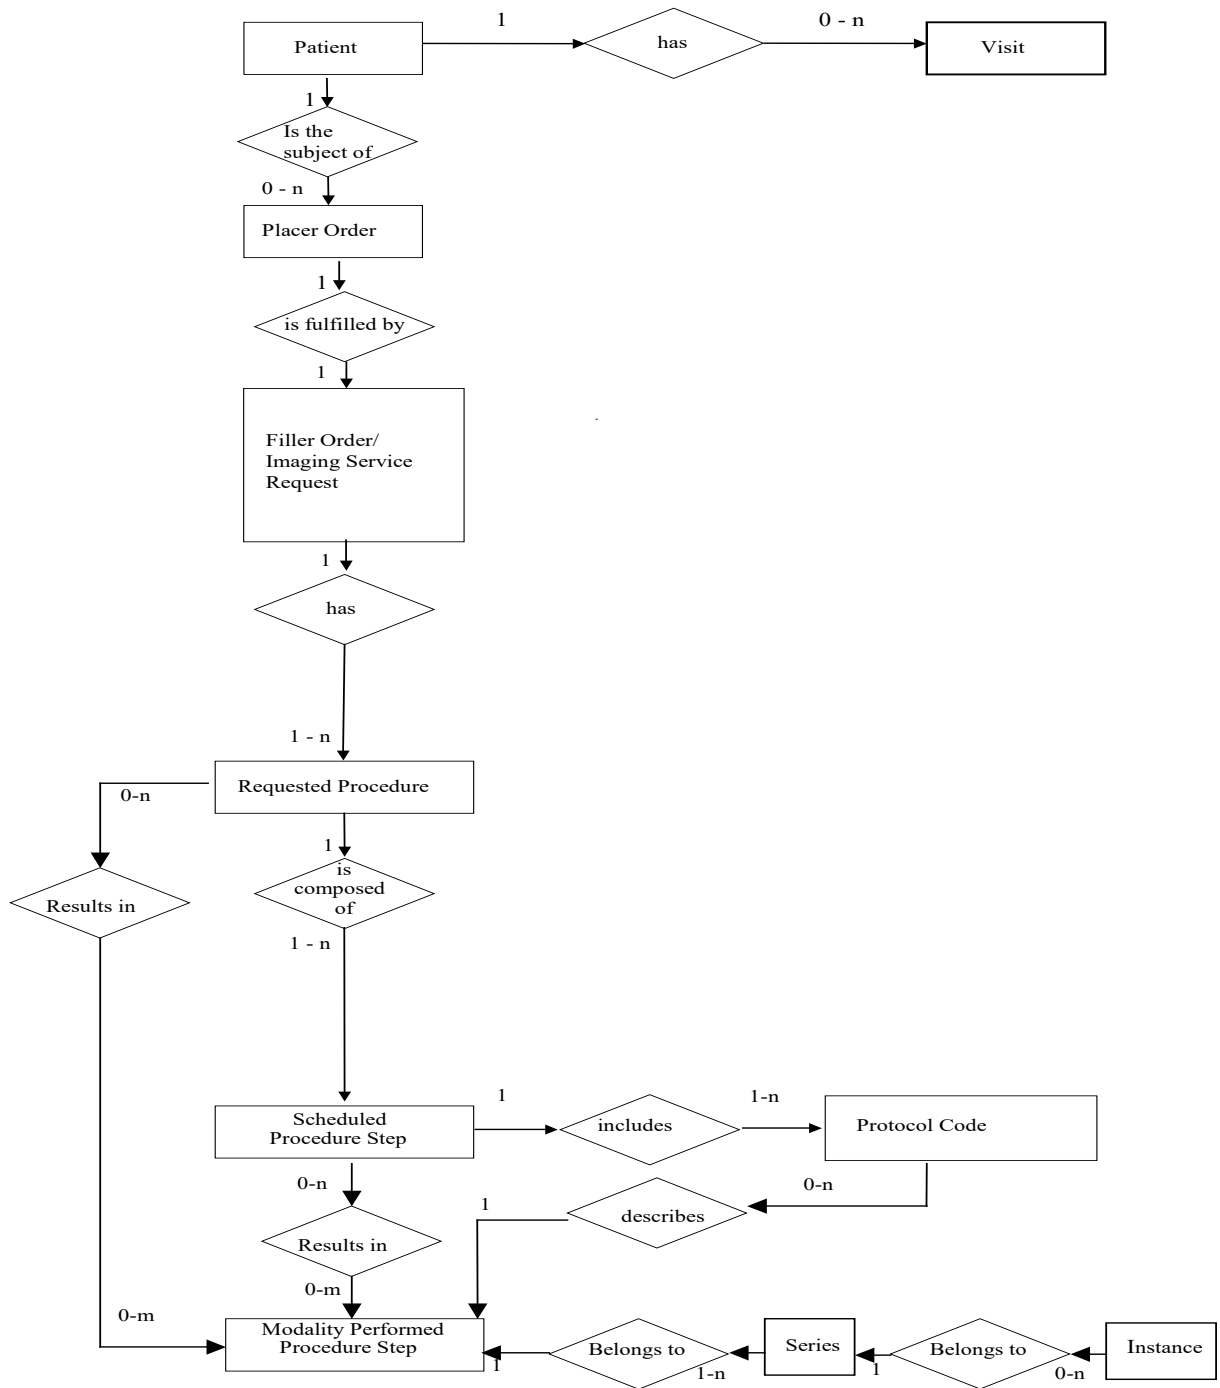 1
0 - n
Patient
has
Visit
1
Is the
subject of
0 - n
Placer Order
1
is fulfilled by
1
Filler Order/
Imaging Service
Request
1
has
1 - n
Requested Procedure
0-n
1
is
composed
of
Results in
1 - n
Scheduled
Procedure Step
1
includes
1-n
Protocol Code
0-n
0-n
1
describes
Results in
0-m
0-m
Modality Performed
Procedure Step
1
Belongs to
1-n
Series
1
Belongs to
0-n
Instance